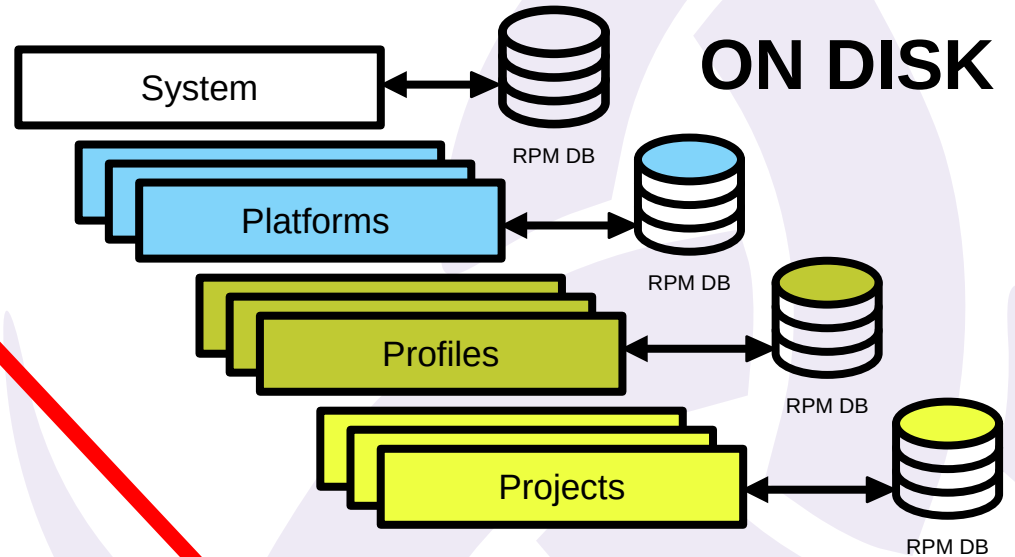 System
ON DISK
RPM DB
Platforms
RPM DB
Profiles
RPM DB
Projects
RPM DB